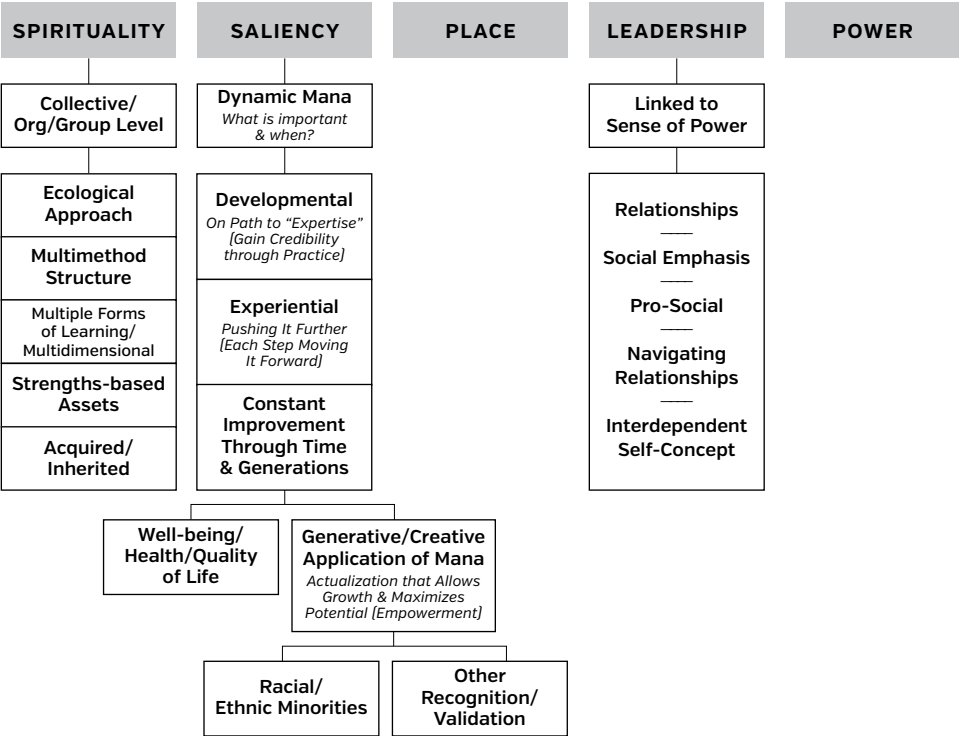 SPIRITUALITY
SALIENCY
PLACE
LEADERSHIP
POWER
Collective/
Org/Group Level
Ecological
Approach
Multimethod
Structure
Multiple Forms
of Learning/
Multidimensional
Strengths-based
Assets
Acquired/
Inherited
Dynamic Mana
What is important
& when?
Developmental
On Path to “Expertise”
[Gain Credibility
through Practice]
Experiential
Pushing It Further
[Each Step Moving
It Forward]
Constant
Improvement
Through Time
& Generations
Well-being/
Health/Quality
of Life
Generative/Creative
Application of Mana
Actualization that Allows
Growth & Maximizes
Potential [Empowerment]
Racial/
Ethnic Minorities
Other
Recognition/
Validation
Linked to
Sense of Power
Relationships
Social Emphasis
Pro-Social
Navigating
Relationships
Interdependent
Self-Concept